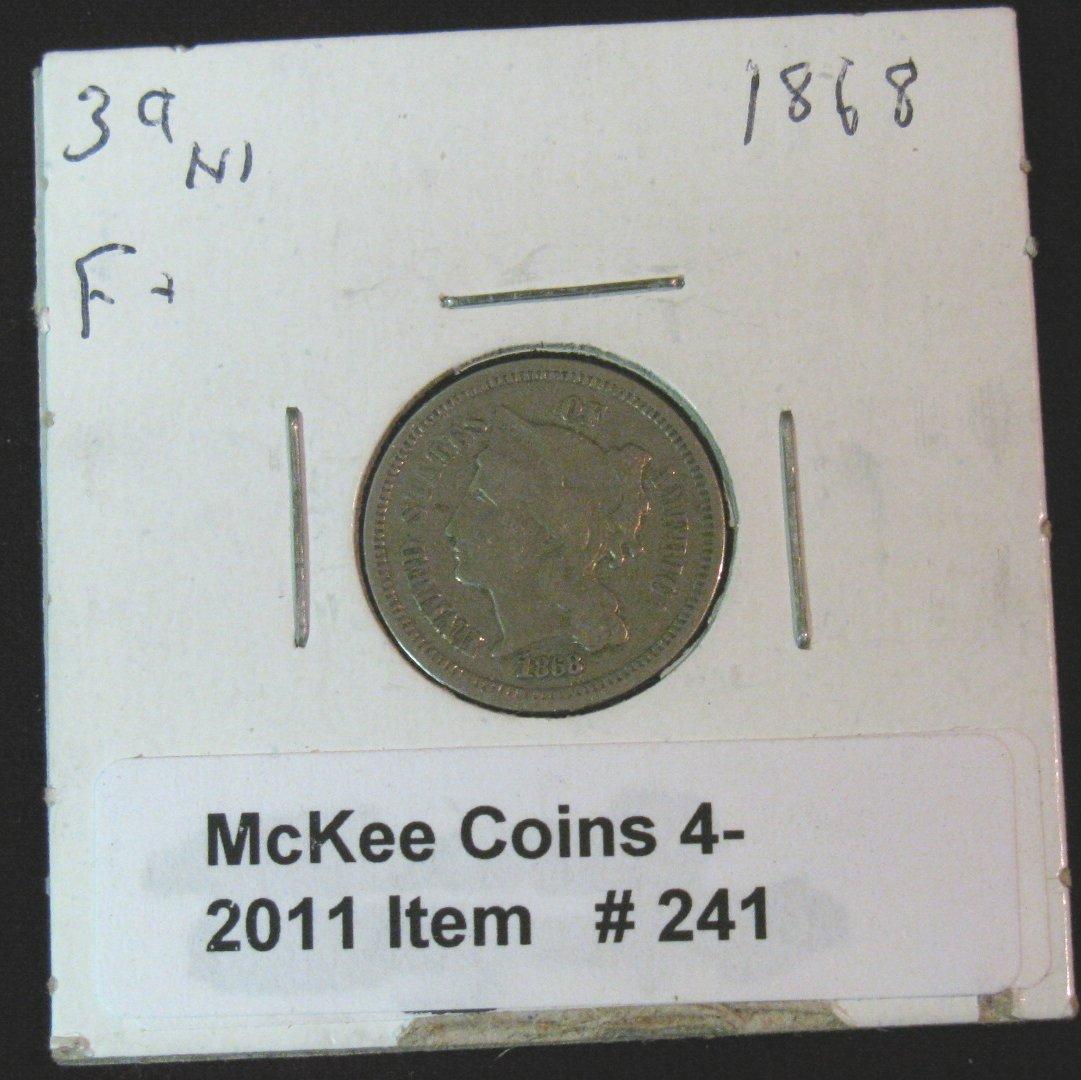 3¢ 1868
NI
F+
UNITED STATES OF AMERICA
1868
McKee Coins 4-
2011 Item # 241